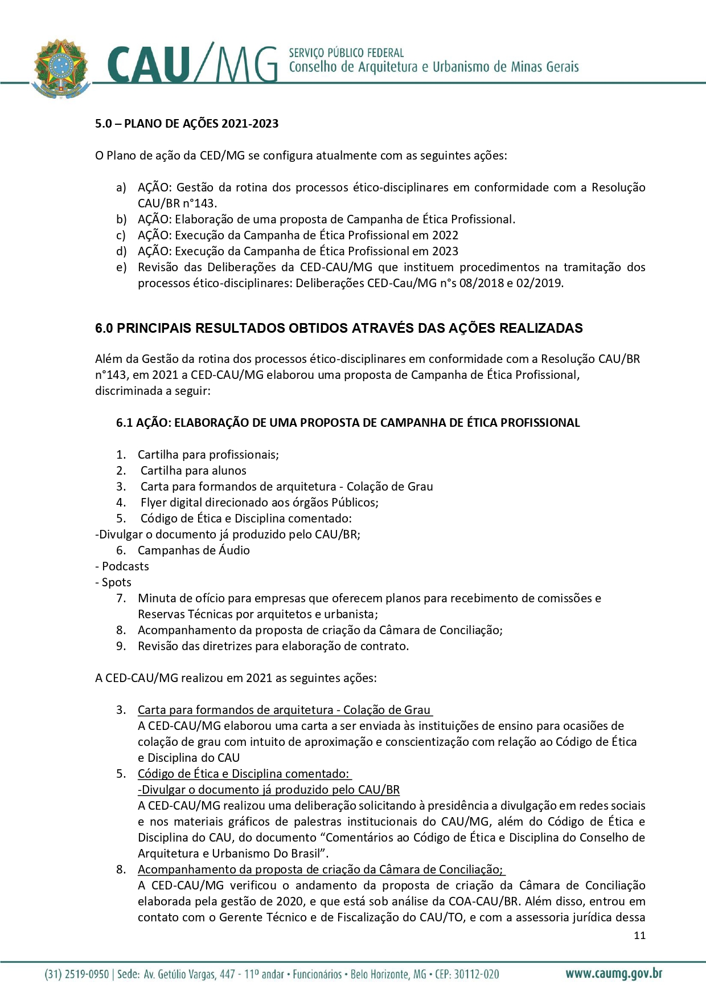 CAU/MG
SERVIÇO PÚBLICO FEDERAL
Conselho de Arquitetura e Urbanismo de Minas Gerais
5.0 – PLANO DE AÇÕES 2021-2023
O Plano de ação da CED/MG se configura atualmente com as seguintes ações:
a) AÇÃO: Gestão da rotina dos processos ético-disciplinares em conformidade com a Resolução
CAU/BR n°143.
b) AÇÃO: Elaboração de uma proposta de Campanha de Ética Profissional.
c) AÇÃO: Execução da Campanha de Ética Profissional em 2022
d) AÇÃO: Execução da Campanha de Ética Profissional em 2023
e) Revisão das Deliberações da CED-CAU/MG que instituem procedimentos na tramitação dos
processos ético-disciplinares: Deliberações CED-Cau/MG n°s 08/2018 e 02/2019.
6.0 PRINCIPAIS RESULTADOS OBTIDOS ATRAVÉS DAS AÇÕES REALIZADAS
Além da Gestão da rotina dos processos ético-disciplinares em conformidade com a Resolução CAU/BR
n°143, em 2021 a CED-CAU/MG elaborou uma proposta de Campanha de Ética Profissional,
discriminada a seguir:
6.1 AÇÃO: ELABORAÇÃO DE UMA PROPOSTA DE CAMPANHA DE ÉTICA PROFISSIONAL
1. Cartilha para profissionais;
2. Cartilha para alunos
3. Carta para formandos de arquitetura - Colação de Grau
4. Flyer digital direcionado aos órgãos Públicos;
5. Código de Ética e Disciplina comentado:
-Divulgar o documento já produzido pelo CAU/BR;
6. Campanhas de Áudio
- Podcasts
- Spots
7. Minuta de ofício para empresas que oferecem planos para recebimento de comissões e
Reservas Técnicas por arquitetos e urbanista;
8. Acompanhamento da proposta de criação da Câmara de Conciliação;
9. Revisão das diretrizes para elaboração de contrato.
A CED-CAU/MG realizou em 2021 as seguintes ações:
3. Carta para formandos de arquitetura - Colação de Grau
A CED-CAU/MG elaborou uma carta a ser enviada às instituições de ensino para ocasiões de
colação de grau com intuito de aproximação e conscientização com relação ao Código de Ética
e Disciplina do CAU
5. Código de Ética e Disciplina comentado:
-Divulgar o documento já produzido pelo CAU/BR
A CED-CAU/MG realizou uma deliberação solicitando à presidência a divulgação em redes sociais
e nos materiais gráficos de palestras institucionais do CAU/MG, além do Código de Ética e
Disciplina do CAU, do documento “Comentários ao Código de Ética e Disciplina do Conselho de
Arquitetura e Urbanismo Do Brasil”.
8. Acompanhamento da proposta de criação da Câmara de Conciliação;
A CED-CAU/MG verificou o andamento da proposta de criação da Câmara de Conciliação
elaborada pela gestão de 2020, e que está sob análise da COA-CAU/BR. Além disso, entrou em
contato com o Gerente Técnico e de Fiscalização do CAU/TO, e com a assessoria jurídica dessa
11
(31) 2519-0950 | Sede: Av. Getúlio Vargas, 447 - 11º andar • Funcionários • Belo Horizonte, MG • CEP: 30112-020
www.caumg.gov.br